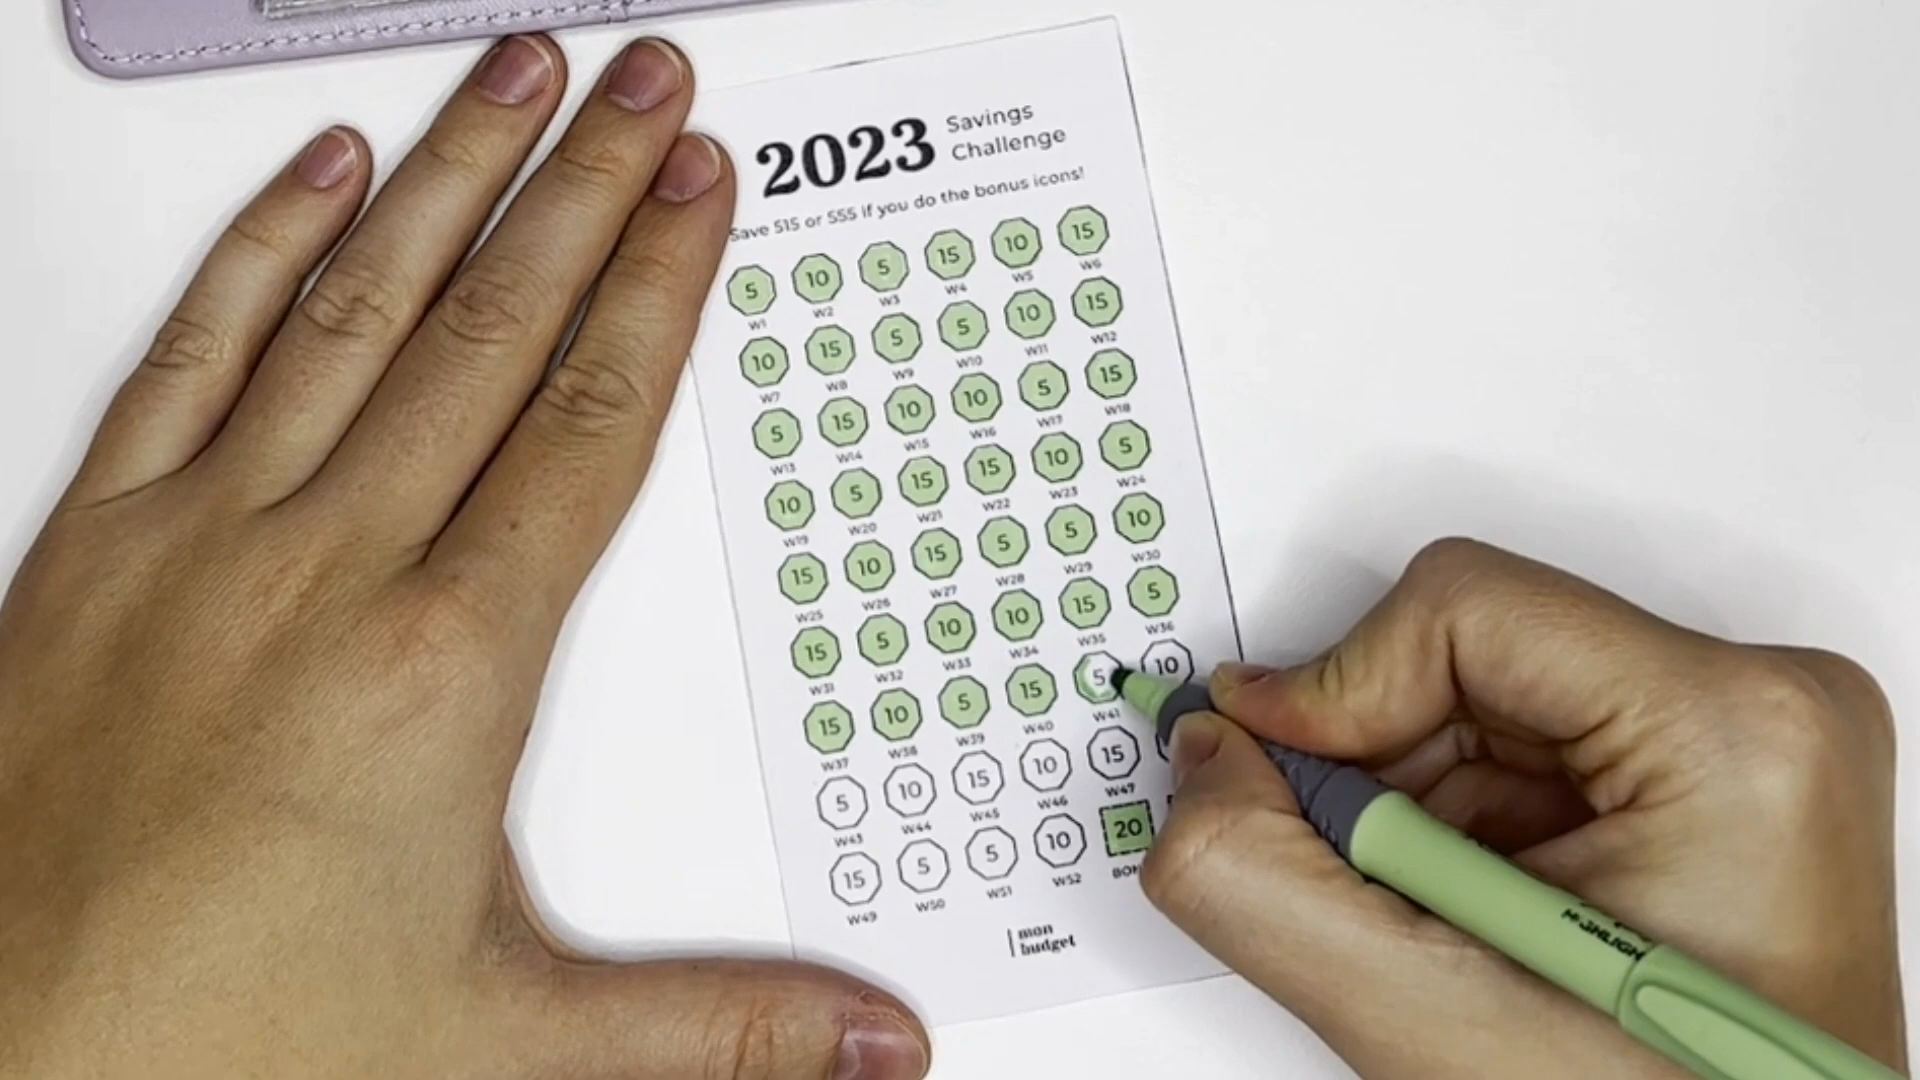 2023 Savings
Challenge
Save 515 or 555 if you do the bonus icons!
5 10 5 15 10 15
W1 W2 W3 W4 W5 W6
10 15 5 5 10 15
W7 W8 W9 W10 W11 W12
5 15 10 10 5 15
W13 W14 W15 W16 W17 W18
10 5 15 15 10 5
W19 W20 W21 W22 W23 W24
15 10 15 5 5 10
W25 W26 W27 W28 W29 W30
15 5 10 10 15 5
W31 W32 W33 W34 W35 W36
15 10 5 15 5 10
W37 W38 W39 W40 W41
5 10 15 10 15
W43 W44 W45 W46 W47
15 5 5 10 20
W49 W50 W51 W52 BON
mon
budget